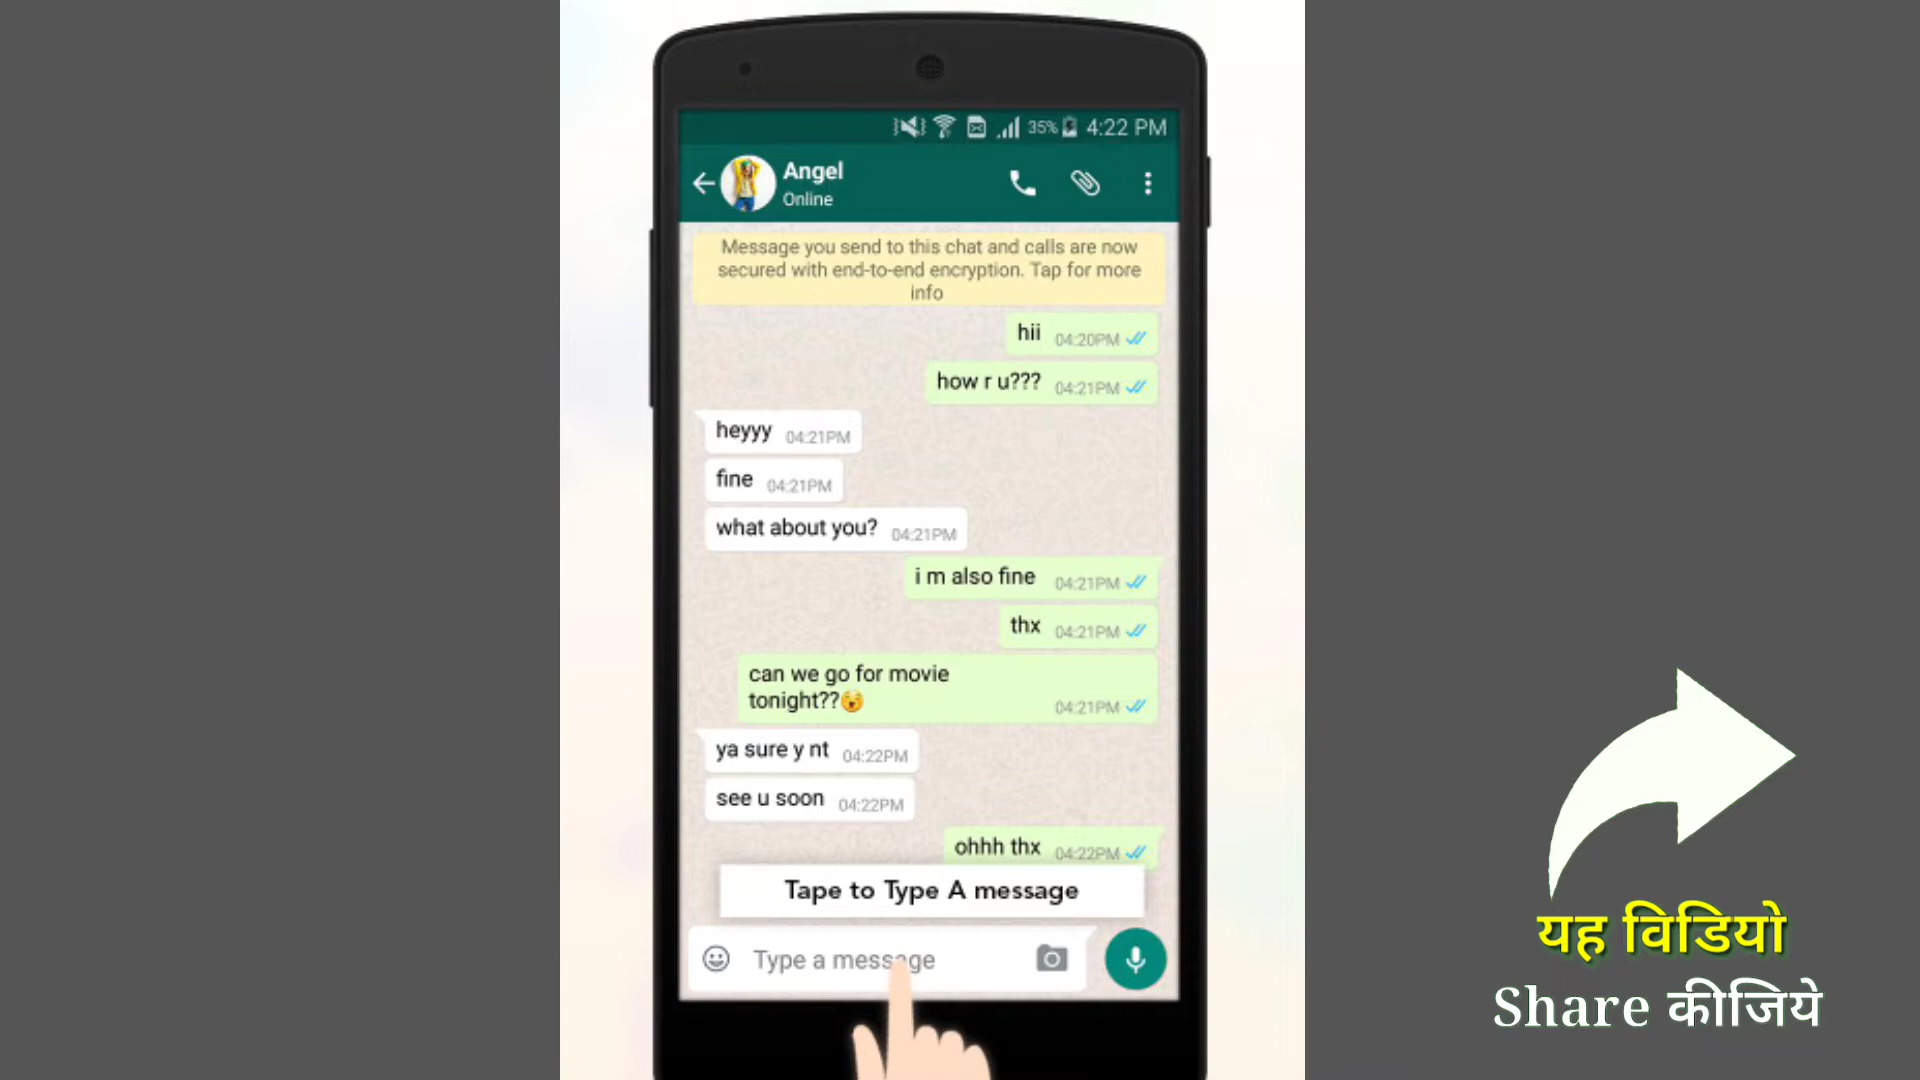 35% 4:22 PM
Angel
Online
Message you send to this chat and calls are now
secured with end-to-end encryption. Tap for more
info
hii 04:20PM
how r u??? 04:21PM
heyyy 04:21PM
fine 04:21PM
what about you? 04:21PM
i m also fine 04:21PM
thx 04:21PM
can we go for movie
tonight??😮 04:21PM
ya sure y nt 04:22PM
see u soon 04:22PM
ohhh thx 04:22PM
Tape to Type A message
Type a message
यह विडियो
Share कीजिये